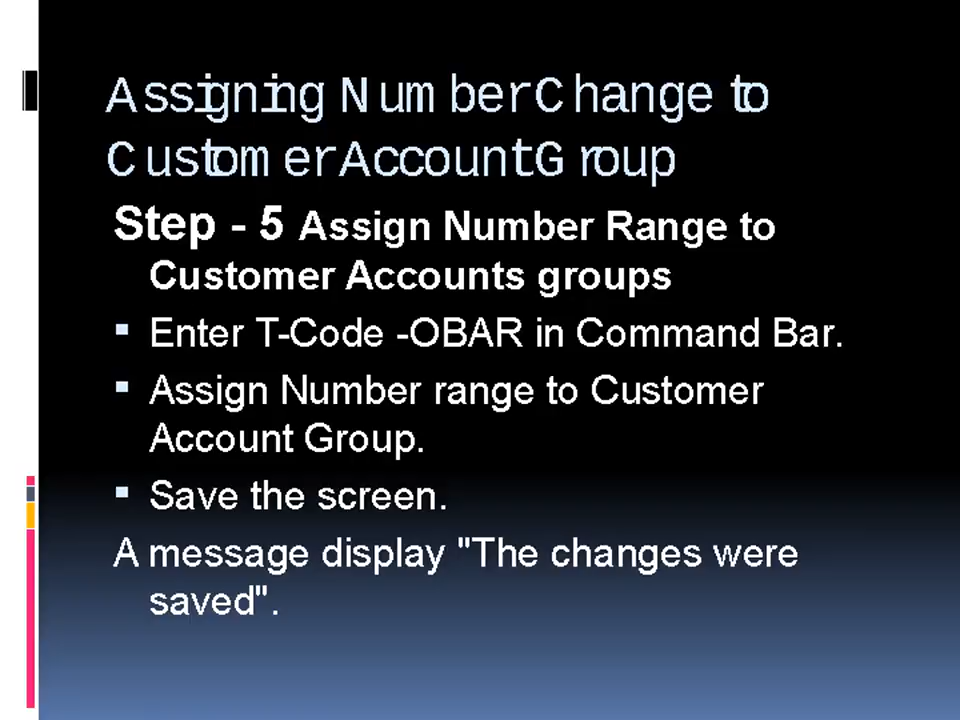 Assigning Number Change to
Customer Account Group
Step - 5 Assign Number Range to
Customer Accounts groups
Enter T-Code -OBAR in Command Bar.
Assign Number range to Customer
Account Group.
Save the screen.
A message display "The changes were
saved".